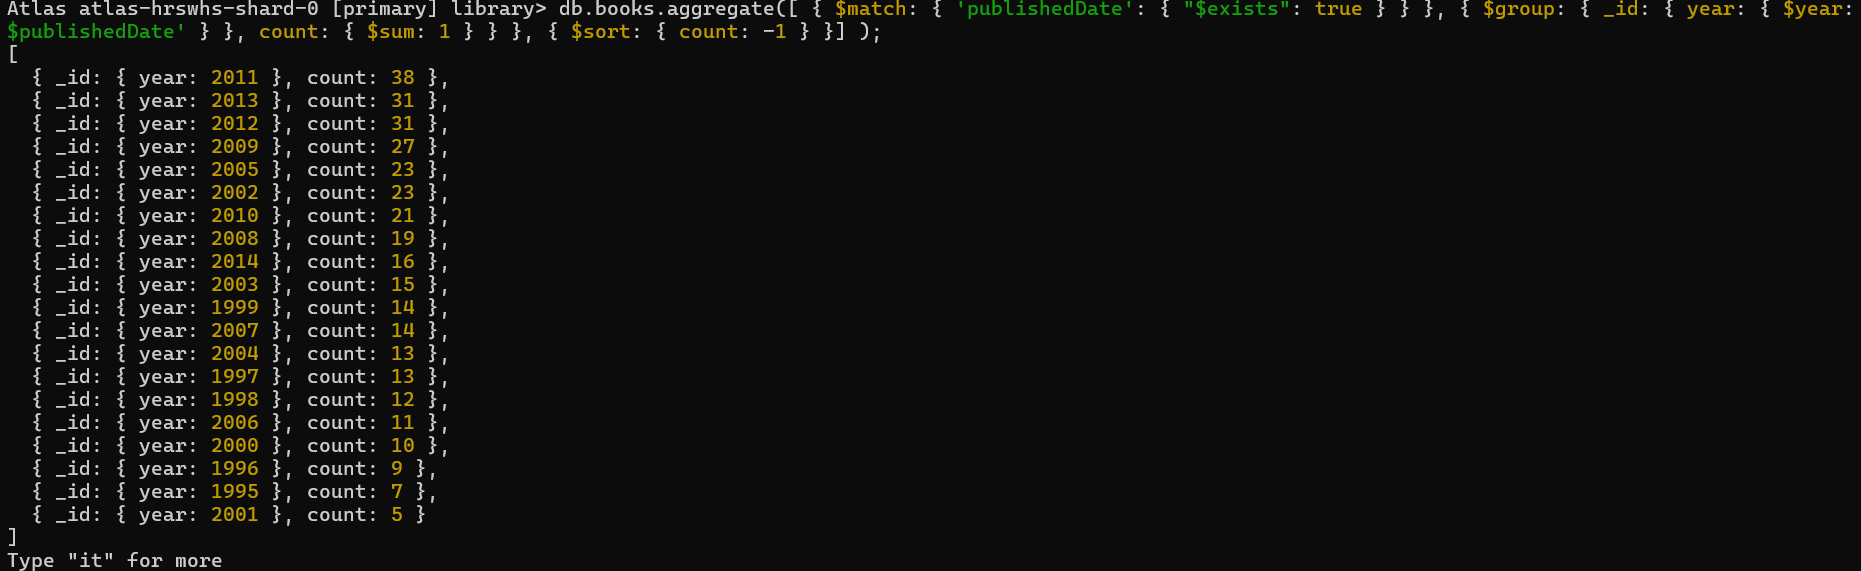 Atlas atlas-hrswhs-shard-0 [primary] library> db.books.aggregate([ { $match: { 'publishedDate': { "$exists": true } } }, { $group: { _id: { year: { $year:
$publishedDate' } }, count: { $sum: 1 } } }, { $sort: { count: -1 } }] );
[
  { _id: { year: 2011 }, count: 38 },
  { _id: { year: 2013 }, count: 31 },
  { _id: { year: 2012 }, count: 31 },
  { _id: { year: 2009 }, count: 27 },
  { _id: { year: 2005 }, count: 23 },
  { _id: { year: 2002 }, count: 23 },
  { _id: { year: 2010 }, count: 21 },
  { _id: { year: 2008 }, count: 19 },
  { _id: { year: 2014 }, count: 16 },
  { _id: { year: 2003 }, count: 15 },
  { _id: { year: 1999 }, count: 14 },
  { _id: { year: 2007 }, count: 14 },
  { _id: { year: 2004 }, count: 13 },
  { _id: { year: 1997 }, count: 13 },
  { _id: { year: 1998 }, count: 12 },
  { _id: { year: 2006 }, count: 11 },
  { _id: { year: 2000 }, count: 10 },
  { _id: { year: 1996 }, count: 9 },
  { _id: { year: 1995 }, count: 7 },
  { _id: { year: 2001 }, count: 5 }
]
Type "it" for more